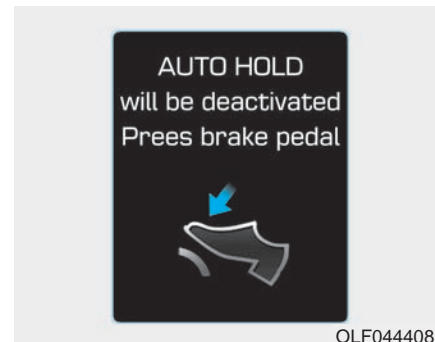 AUTO HOLD
will be deactivated
Prees brake pedal
OLF044408